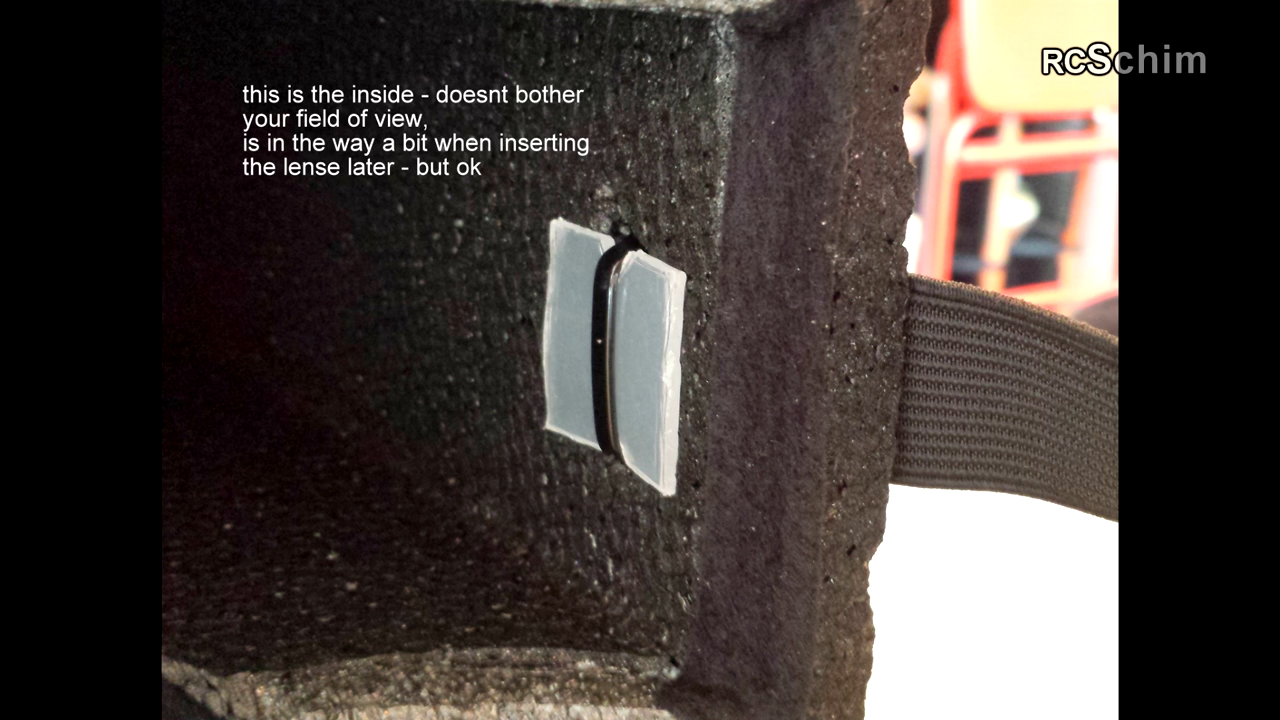 RCSchim
this is the inside - doesnt bother
your field of view,
is in the way a bit when inserting
the lense later - but ok